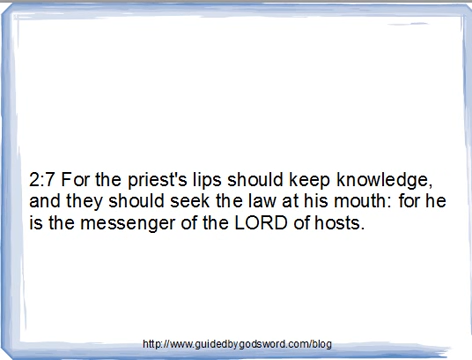 2:7 For the priest's lips should keep knowledge,
and they should seek the law at his mouth: for he
is the messenger of the LORD of hosts.
http://www.guidedbygodsword.com/blog